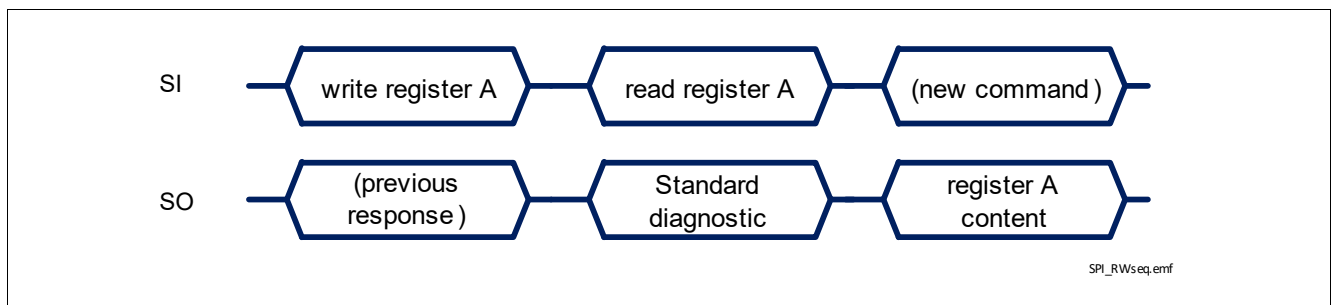 SI
write register A
read register A
(new command )
SO
(previous
response )
Standard
diagnostic
register A
content
SPI_RWseq.emf